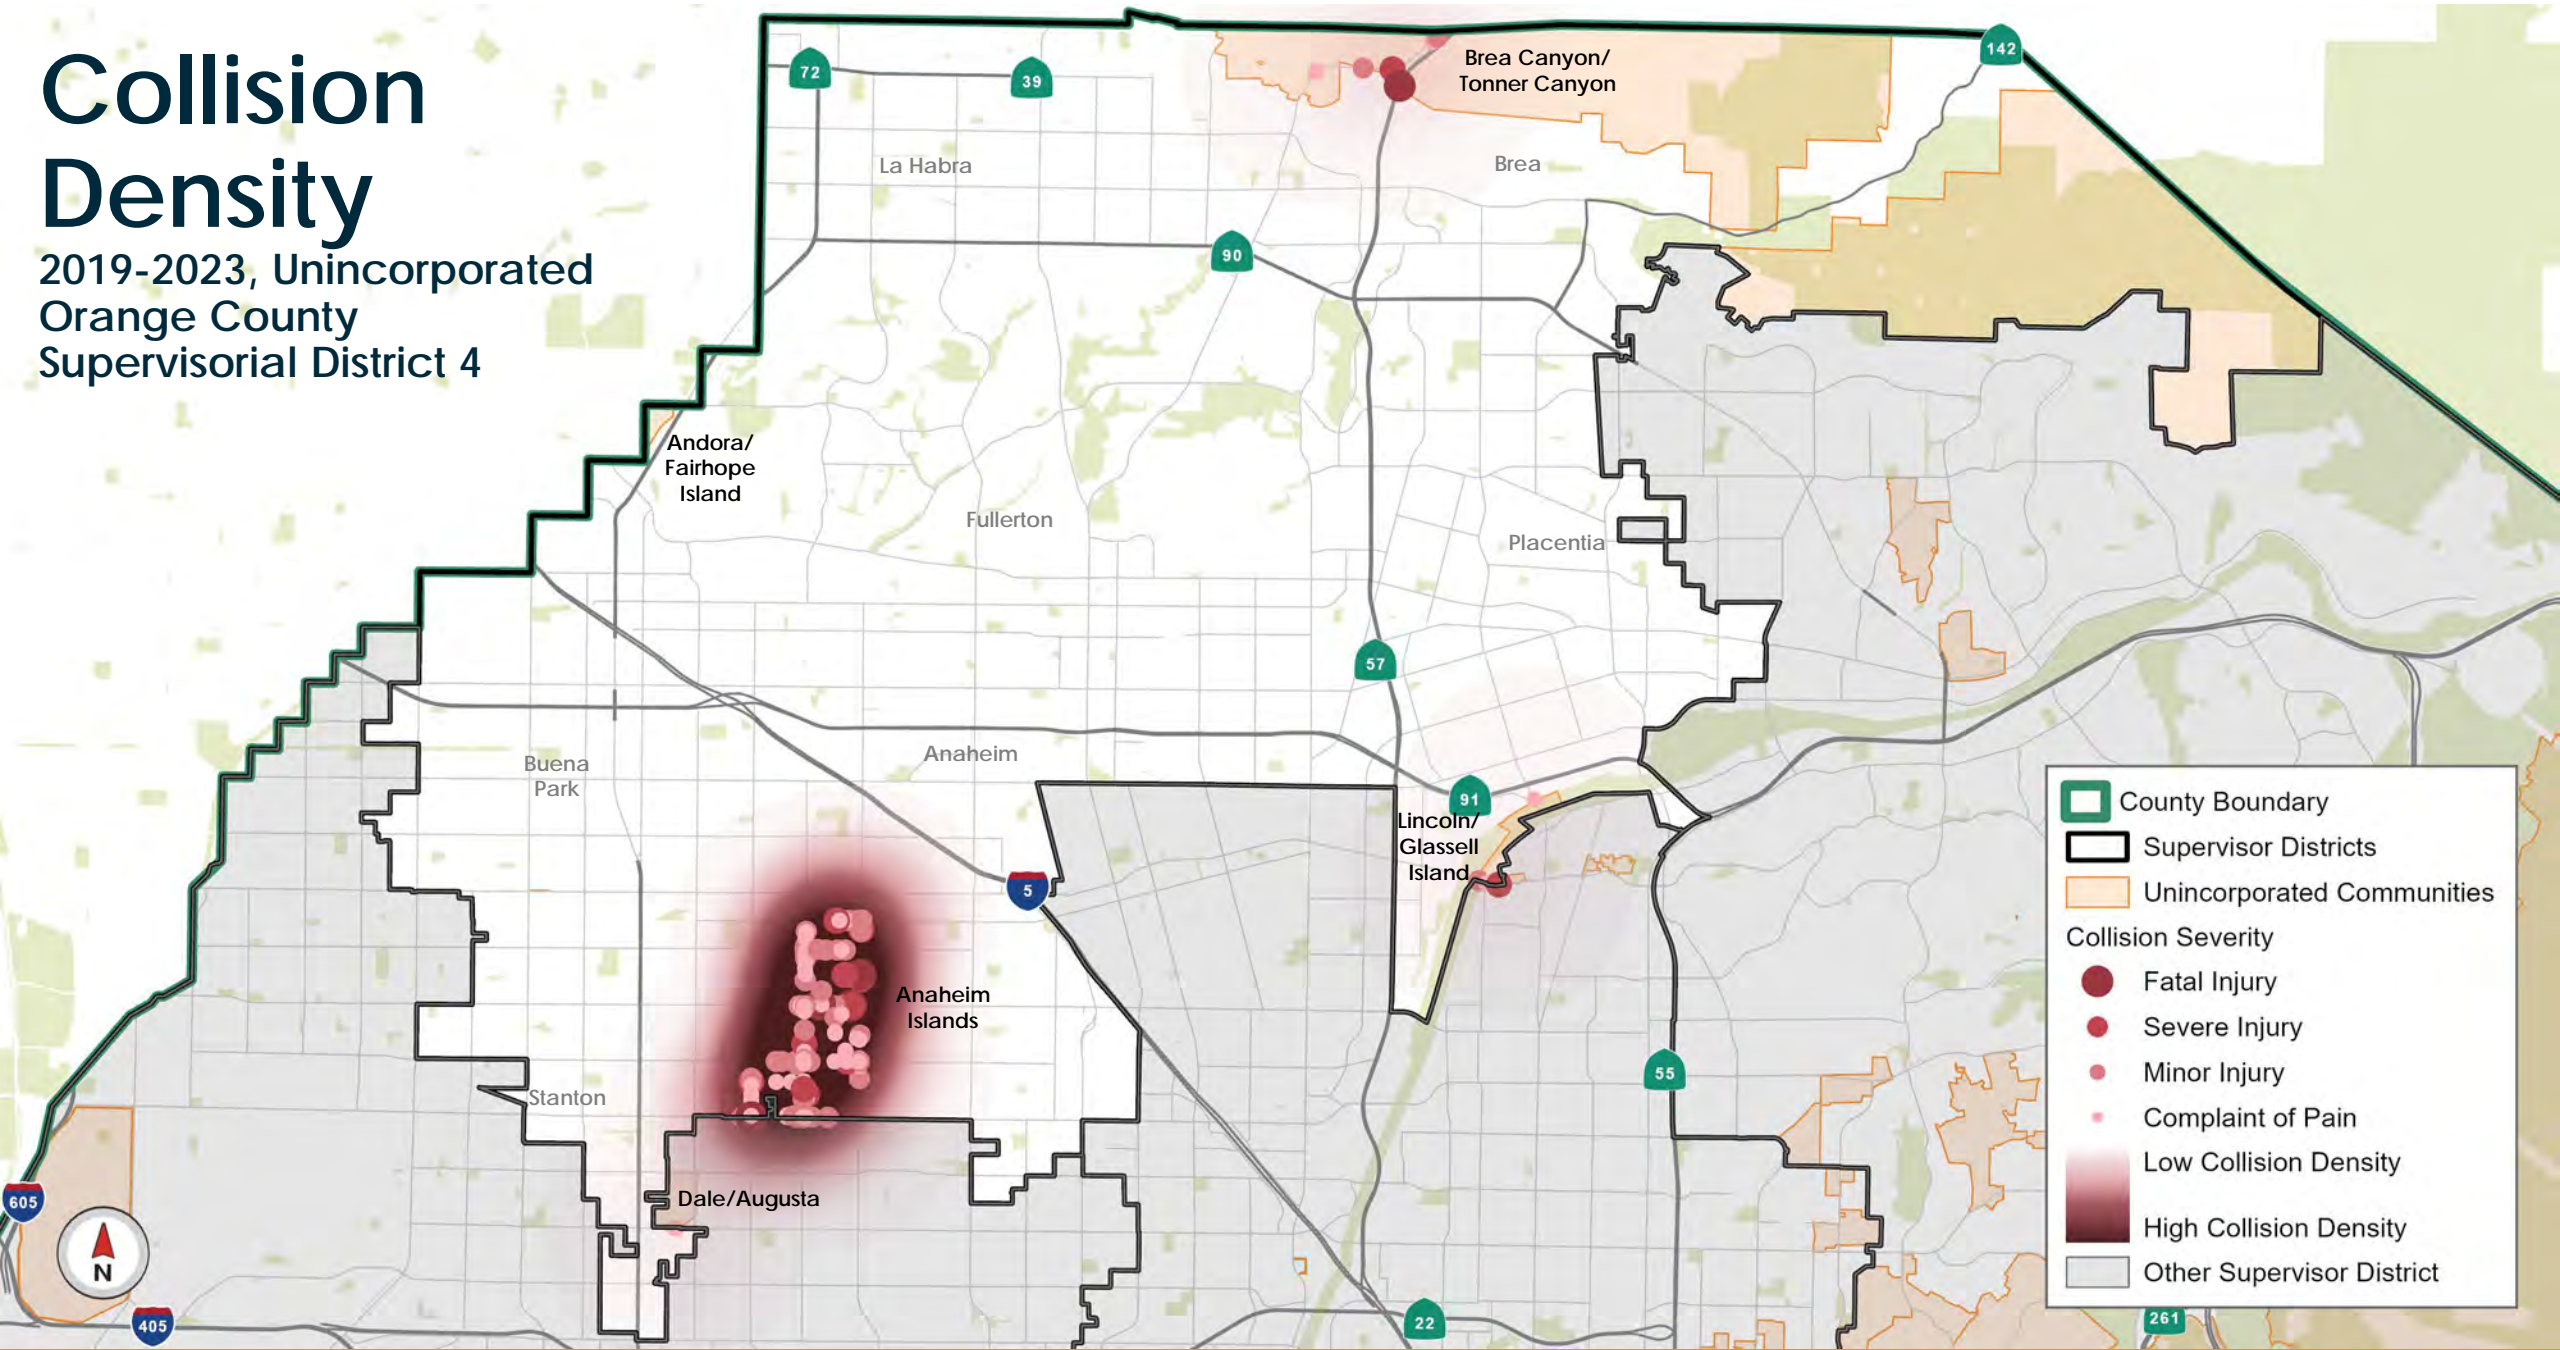 Collision
Density
2019-2023, Unincorporated
Orange County
Supervisorial District 4
72
39
142
Brea Canyon/
Tonner Canyon
La Habra
Brea
90
Andora/
Fairhope
Island
Fullerton
Placentia
57
Anaheim
Buena
Park
91
Lincoln/
Glassell
Island
5
Anaheim
Islands
55
Stanton
Dale/Augusta
605
N
405
22
261
County Boundary
Supervisor Districts
Unincorporated Communities
Collision Severity
Fatal Injury
Severe Injury
Minor Injury
Complaint of Pain
Low Collision Density
High Collision Density
Other Supervisor District